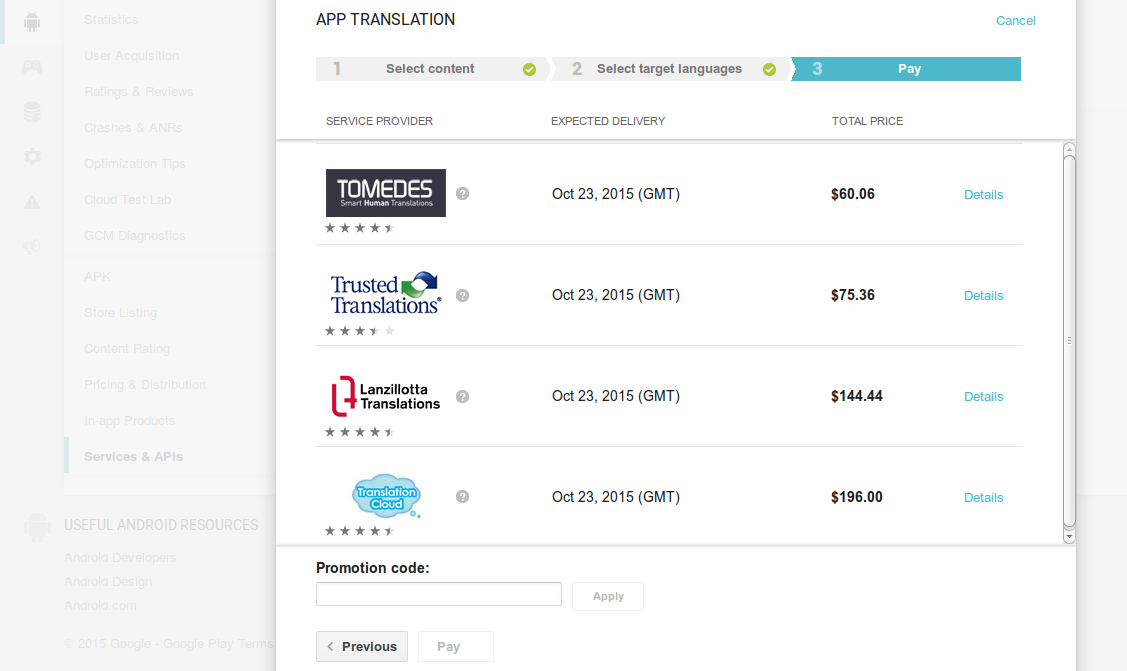 Statistics
User Acquisition
Ratings & Reviews
Crashes & ANRs
Optimization Tips
Cloud Test Lab
GCM Diagnostics
APK
Store Listing
Content Rating
Pricing & Distribution
In-app Products
Services & APIs
USEFUL ANDROID RESOURCES
Android Developers
Android Design
Android.com
© 2015 Google - Google Play Terms
APP TRANSLATION
Cancel
1 Select content
2 Select target languages
3 Pay
SERVICE PROVIDER EXPECTED DELIVERY TOTAL PRICE
TOMEDES
Smart Human Translations
? Oct 23, 2015 (GMT) $60.06 Details
Trusted
Translations®
? Oct 23, 2015 (GMT) $75.36 Details
Lanzillotta
Translations
? Oct 23, 2015 (GMT) $144.44 Details
Translation
Cloud
? Oct 23, 2015 (GMT) $196.00 Details
Promotion code:
Apply
Previous Pay